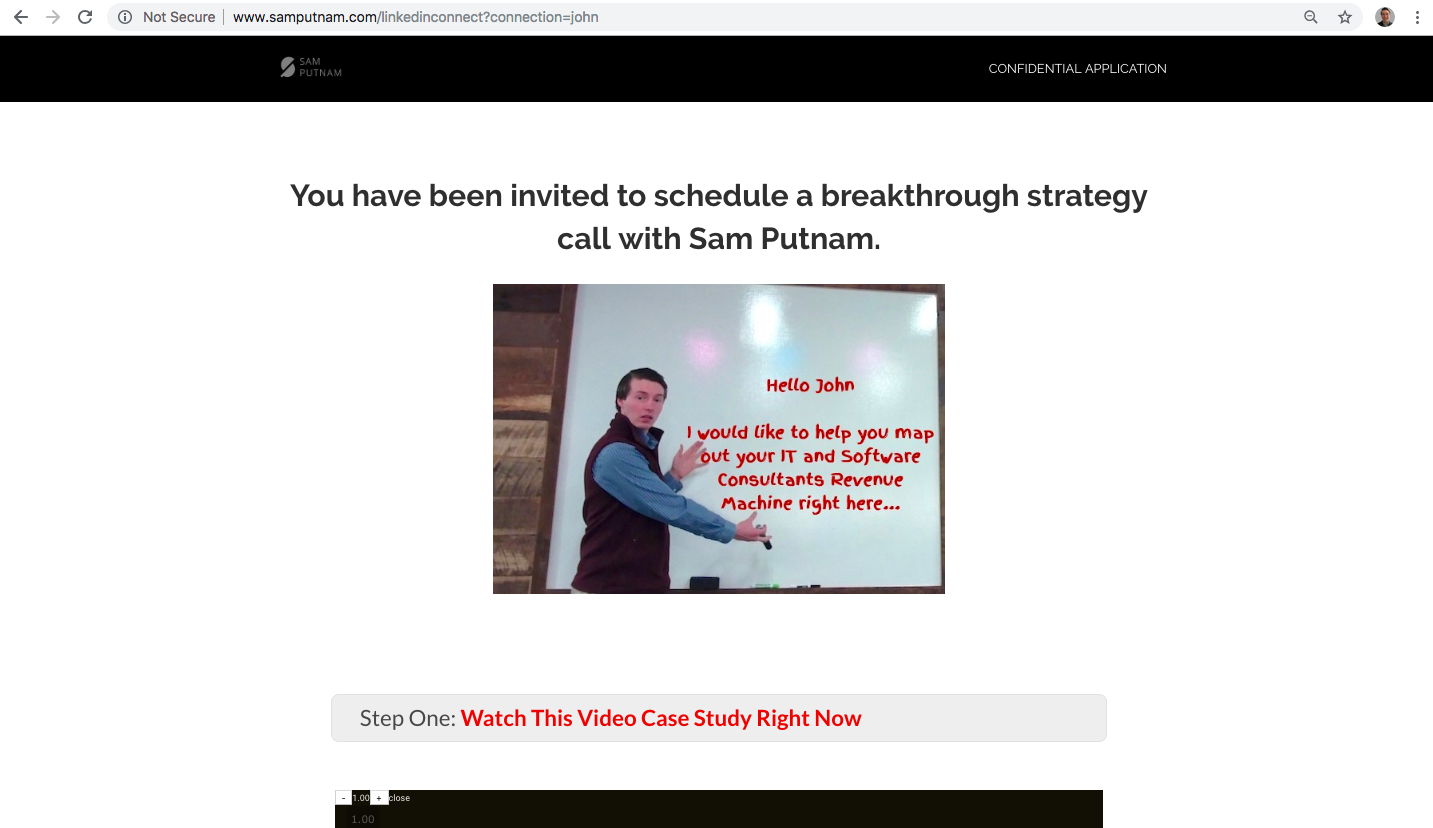 Not Secure www.samputnam.com/linkedinconnect?connection=john
SAM
PUTNAM
CONFIDENTIAL APPLICATION
You have been invited to schedule a breakthrough strategy
call with Sam Putnam.
Hello John
I would like to help you map
out your IT and Software
Consultants Revenue
Machine right here...
Step One: Watch This Video Case Study Right Now
- 1.00 + close
1.00